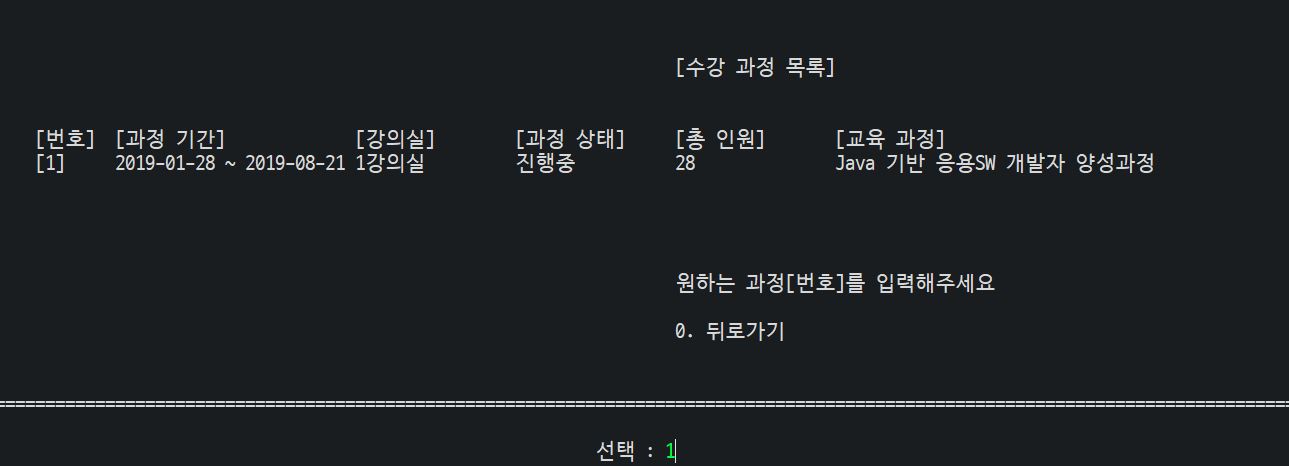 [수강 과정 목록]
[번호] [과정 기간] [강의실] [과정 상태] [총 인원] [교육 과정]
[1] 2019-01-28 ~ 2019-08-21 1강의실 진행중 28 Java 기반 응용SW 개발자 양성과정
원하는 과정[번호]를 입력해주세요
0. 뒤로가기
선택 : 1